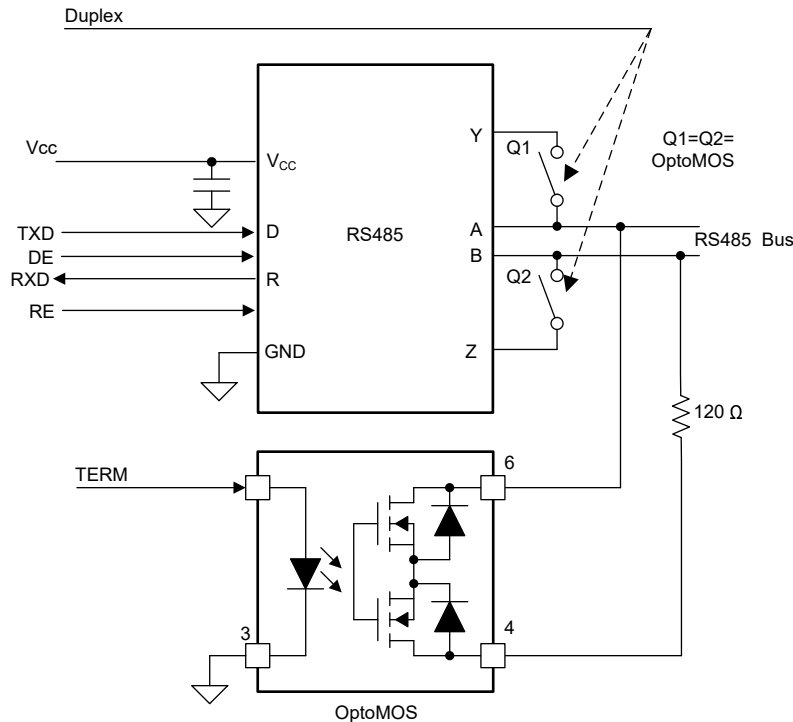 Duplex
Y
Q1
Q1=Q2=
OptoMOS
Vcc
VCC
TXD
D
RS485
A
RS485 Bus
DE
B
RXD
R
Q2
RE
GND
Z
120 Ω
TERM
6
3
4
OptoMOS